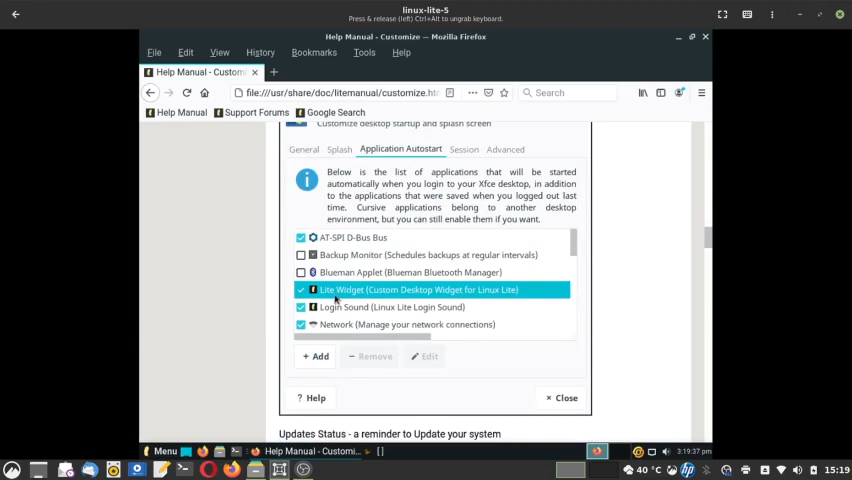 linux-lite-5
Press & release (left) Ctrl+Alt to ungrab keyboard.
Help Manual - Customize — Mozilla Firefox
File Edit View History Bookmarks Tools Help
Help Manual - Customi
file:///usr/share/doc/litemanual/customize.htm
Search
Help Manual Support Forums Google Search
Customize desktop startup and splash screen
General Splash Application Autostart Session Advanced
Below is the list of applications that will be started
automatically when you login to your Xfce desktop, in addition
to the applications that were saved when you logged out last
time. Cursive applications belong to another desktop
environment, but you can still enable them if you want.
AT-SPI D-Bus Bus
Backup Monitor (Schedules backups at regular intervals)
Blueman Applet (Blueman Bluetooth Manager)
Lite Widget (Custom Desktop Widget for Linux Lite)
Login Sound (Linux Lite Login Sound)
Network (Manage your network connections)
+ Add − Remove Edit
? Help × Close
Updates Status - a reminder to Update your system
Menu Help Manual - Customi... [] 3:19:37 pm
40 °C hp 15:19